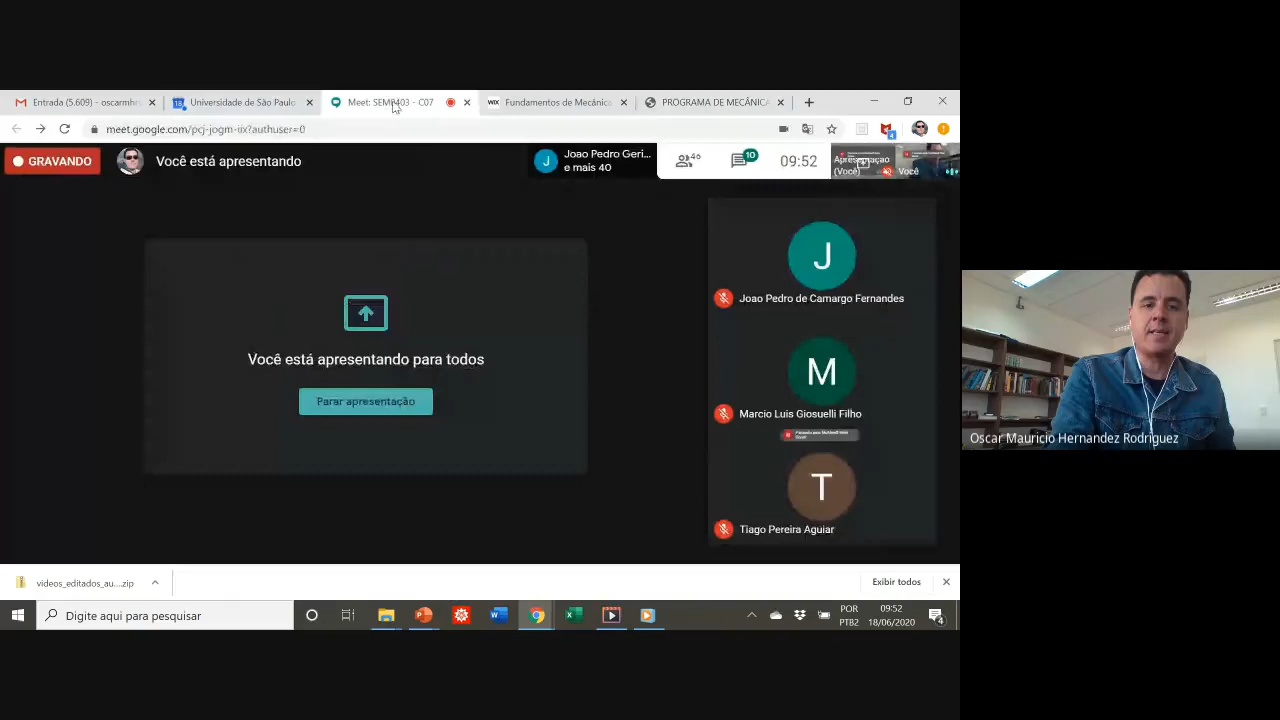 Entrada (5.609) - oscarmhr
Universidade de São Paulo
Meet: SEM0403 - C07
WIX
Fundamentos de Mecânic
PROGRAMA DE MECÂNICA
meet.google.com/pcj-jogm-iix?authuser=0
GRAVANDO
Você está apresentando
J
Joao Pedro Geri...
e mais 40
46
10
09:52
Apresentação
(Você)
Você
Você está apresentando para todos
Parar apresentação
J
Joao Pedro de Camargo Fernandes
M
Marcio Luis Giosuelli Filho
T
Tiago Pereira Aguiar
Oscar Mauricio Hernandez Rodriguez
videos_editados_au....zip
Exibir todos
Digite aqui para pesquisar
POR
PTB2
09:52
18/06/2020
4